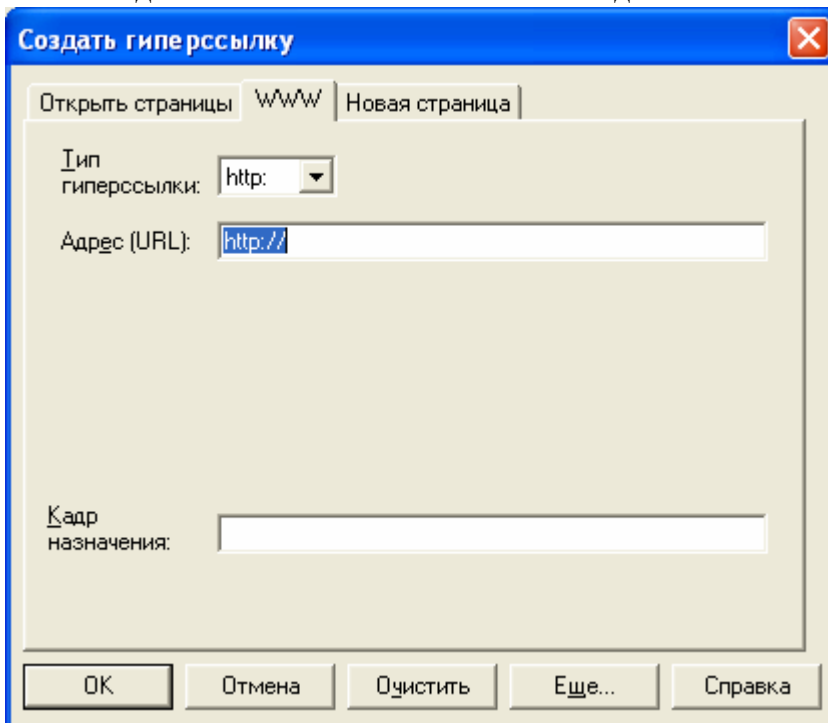 Создать гиперссылку
Открыть страницы WWW Новая страница
Тип
гиперссылки: http:
Адрес (URL): http://
Кадр
назначения:
OK Отмена Очистить Еще... Справка